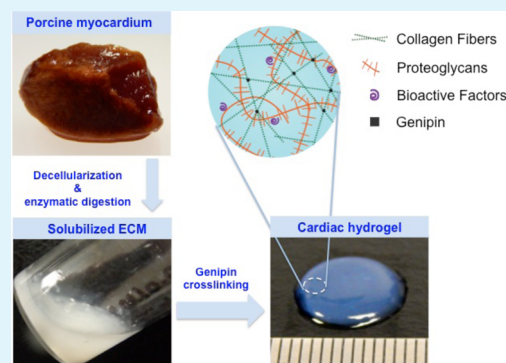 Porcine myocardium
Collagen Fibers
Proteoglycans
Bioactive Factors
Genipin
Decellularization
&
enzymatic digestion
Solubilized ECM
Genipin
crosslinking
Cardiac hydrogel